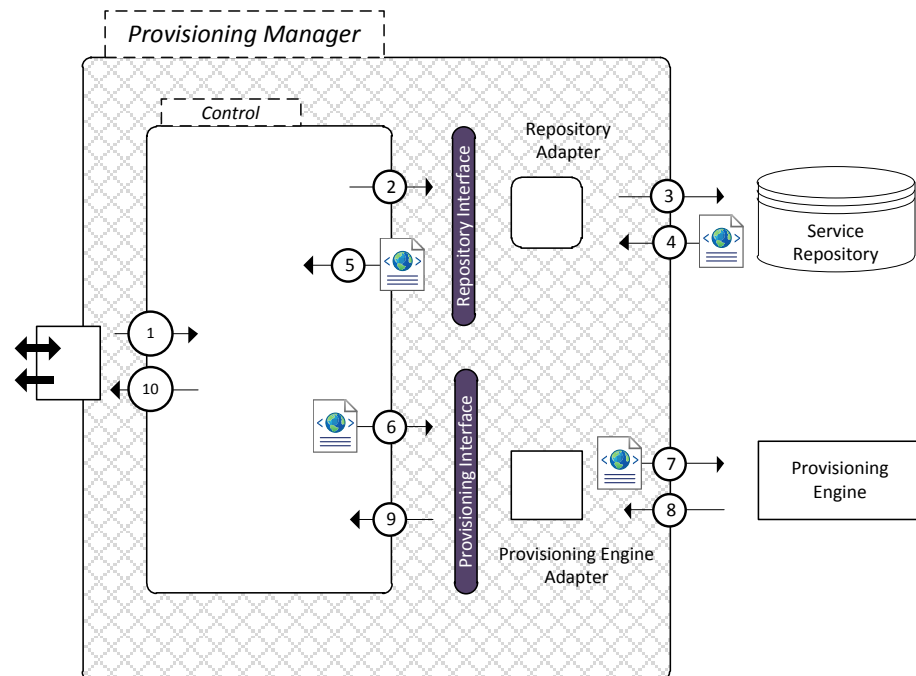 Provisioning Manager
Control
Repository
Adapter
Repository Interface
2
3
4
5
Service
Repository
1
10
6
7
8
9
Provisioning Interface
Provisioning
Engine
Provisioning Engine
Adapter